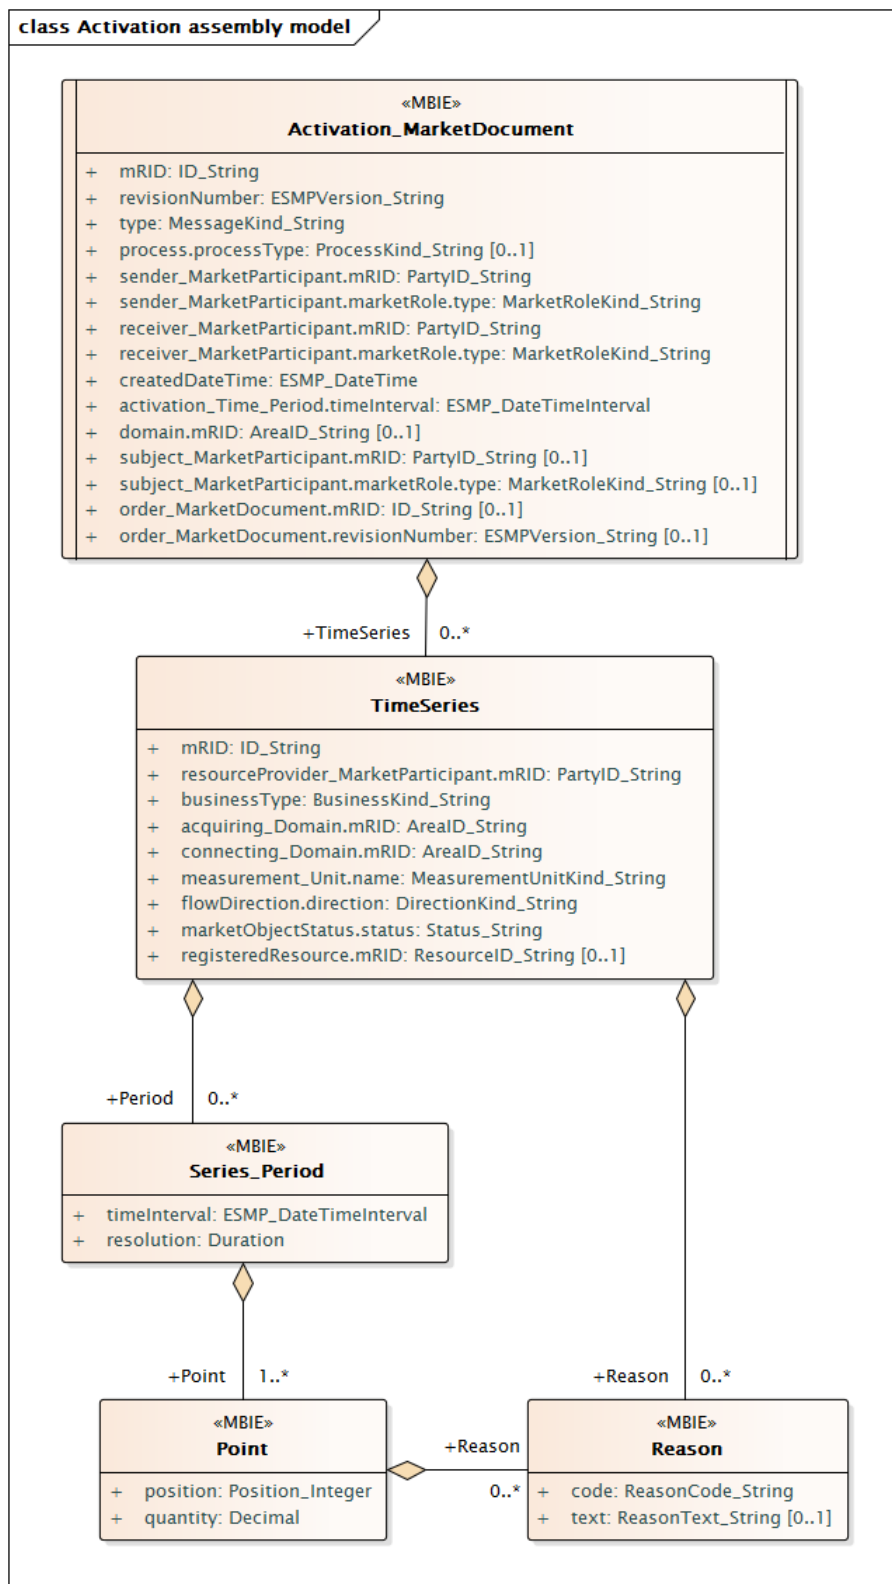 class Activation assembly model
«MBIE»
Activation_MarketDocument
+ mRID: ID_String
+ revisionNumber: ESMPVersion_String
+ type: MessageKind_String
+ process.processType: ProcessKind_String [0..1]
+ sender_MarketParticipant.mRID: PartyID_String
+ sender_MarketParticipant.marketRole.type: MarketRoleKind_String
+ receiver_MarketParticipant.mRID: PartyID_String
+ receiver_MarketParticipant.marketRole.type: MarketRoleKind_String
+ createdDateTime: ESMP_DateTime
+ activation_Time_Period.timeInterval: ESMP_DateTimeInterval
+ domain.mRID: AreaID_String [0..1]
+ subject_MarketParticipant.mRID: PartyID_String [0..1]
+ subject_MarketParticipant.marketRole.type: MarketRoleKind_String [0..1]
+ order_MarketDocument.mRID: ID_String [0..1]
+ order_MarketDocument.revisionNumber: ESMPVersion_String [0..1]
+TimeSeries 0..*
«MBIE»
TimeSeries
+ mRID: ID_String
+ resourceProvider_MarketParticipant.mRID: PartyID_String
+ businessType: BusinessKind_String
+ acquiring_Domain.mRID: AreaID_String
+ connecting_Domain.mRID: AreaID_String
+ measurement_Unit.name: MeasurementUnitKind_String
+ flowDirection.direction: DirectionKind_String
+ marketObjectStatus.status: Status_String
+ registeredResource.mRID: ResourceID_String [0..1]
+Period 0..*
«MBIE»
Series_Period
+ timeInterval: ESMP_DateTimeInterval
+ resolution: Duration
+Point 1..*
+Reason 0..*
«MBIE»
Point
+ position: Position_Integer
+ quantity: Decimal
+Reason
0..*
«MBIE»
Reason
+ code: ReasonCode_String
+ text: ReasonText_String [0..1]